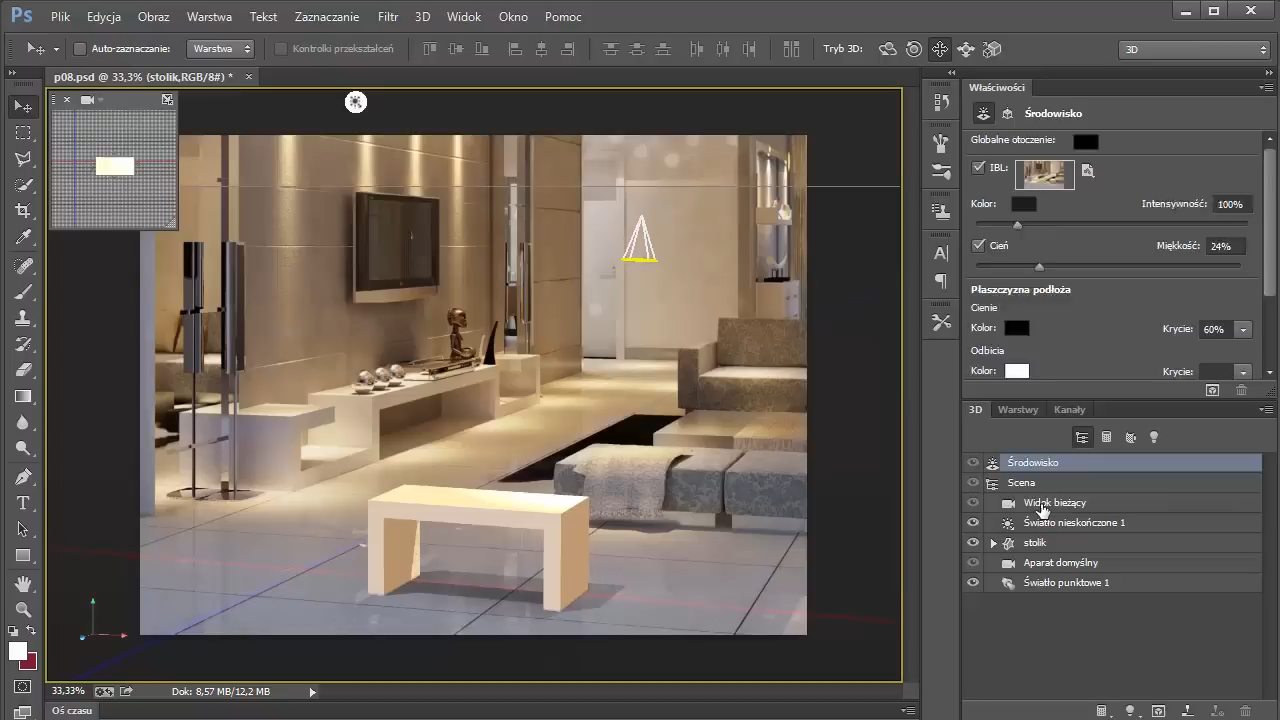 Ps Plik Edycja Obraz Warstwa Tekst Zaznaczanie Filtr 3D Widok Okno Pomoc
Auto-zaznaczanie: Warstwa Kontrolki przekształceń Tryb 3D: 3D
p08.psd @ 33,3% (stolik,RGB/8#) * ×
Właściwości
Środowisko
Globalne otoczenie:
IBL:
Kolor: Intensywność: 100%
Cień Miękkość: 24%
Płaszczyzna podłoża
Cienie
Kolor: Krycie: 60%
Odbicia
Kolor: Krycie:
3D Warstwy Kanały
Środowisko
Scena
Widok bieżący
Światło nieskończone 1
stolik
Aparat domyślny
Światło punktowe 1
33,33% Dok: 8,57 MB/12,2 MB
Oś czasu